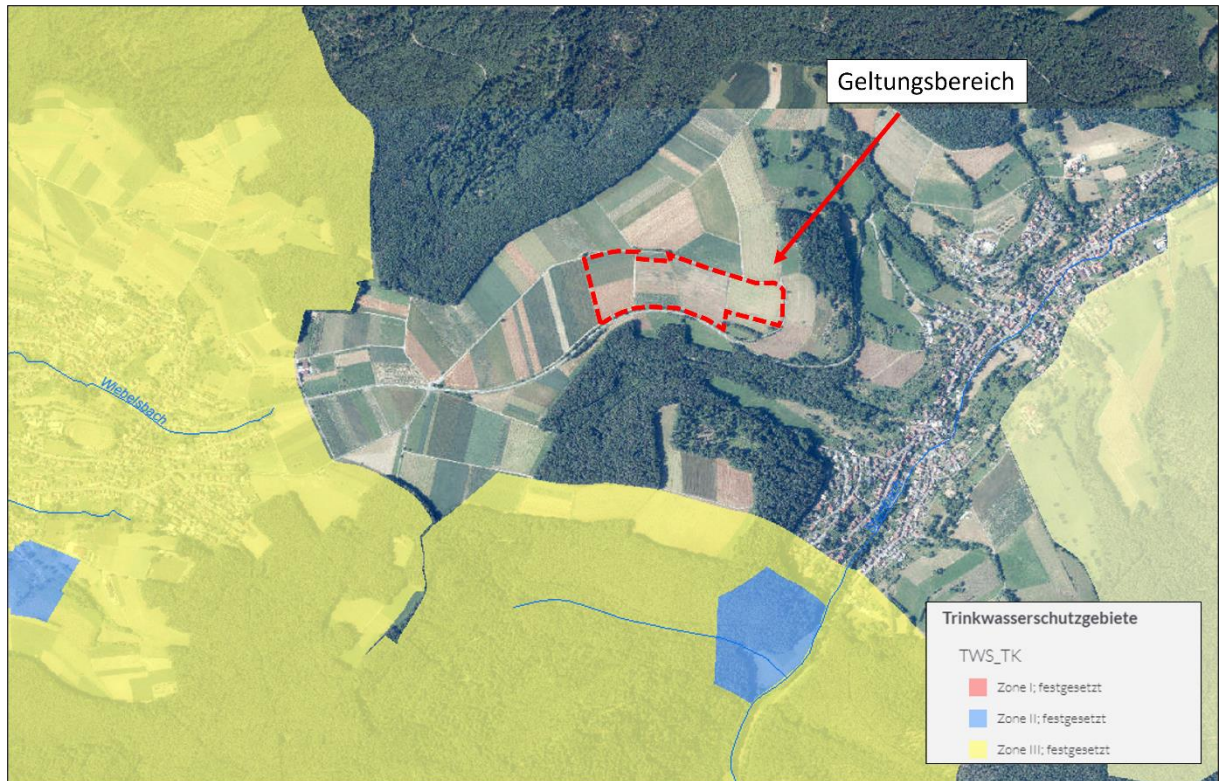 Geltungsbereich
Wiebelsbach
Trinkwasserschutzgebiete
TWS_TK
Zone I; festgesetzt
Zone II; festgesetzt
Zone III; festgesetzt